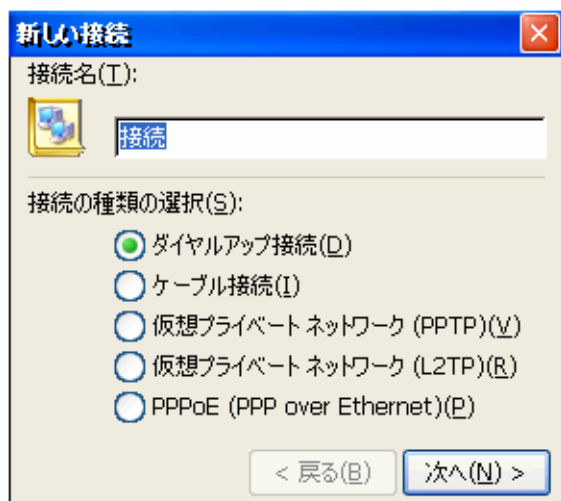 新しい接続
接続名(T):
接続
接続の種類の選択(S):
ダイヤルアップ接続(D)
ケーブル接続(I)
仮想プライベート ネットワーク (PPTP)(V)
仮想プライベート ネットワーク (L2TP)(R)
PPPoE (PPP over Ethernet)(P)
< 戻る(B) 次へ(N) >